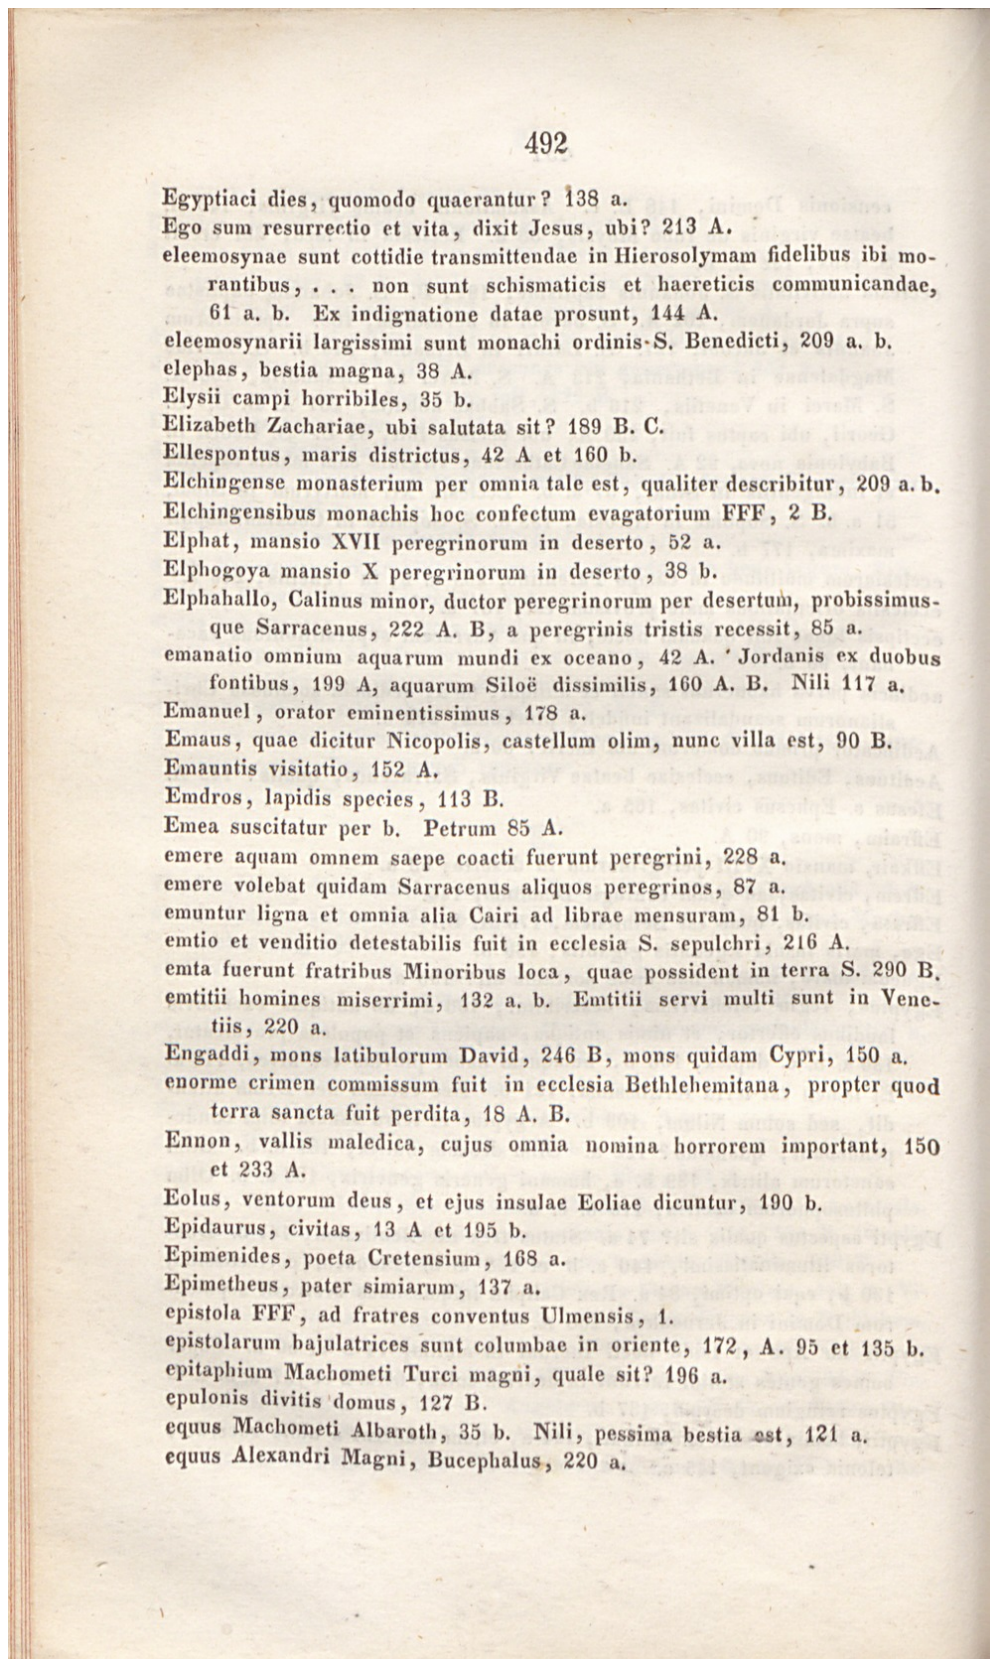 492
Egyptiaci dies, quomodo quaerantur? 138 a.
Ego sum resurrectio et vita, dixit Jesus, ubi? 213 A.
eleemosynae sunt cottidie transmittendae in Hierosolymam fidelibus ibi mo-
rantibus, . . . non sunt schismaticis et haereticis communicandae,
61 a. b. Ex indignatione datae prosunt, 144 A.
eleemosynarii largissimi sunt monachi ordinis S. Benedicti, 209 a. b.
elephas, bestia magna, 38 A.
Elysii campi horribiles, 35 b.
Elizabeth Zachariae, ubi salutata sit? 189 B. C.
Ellespontus, maris districtus, 42 A et 160 b.
Elchingense monasterium per omnia tale est, qualiter describitur, 209 a. b.
Elchingensibus monachis hoc confectum evagatorium FFF, 2 B.
Elphat, mansio XVII peregrinorum in deserto, 52 a.
Elphogoya mansio X peregrinorum in deserto, 38 b.
Elphahallo, Calinus minor, ductor peregrinorum per desertum, probissimus-
que Sarracenus, 222 A. B, a peregrinis tristis recessit, 85 a.
emanatio omnium aquarum mundi ex oceano, 42 A. Jordanis ex duobus
fontibus, 199 A, aquarum Siloë dissimilis, 160 A. B. Nili 117 a.
Emanuel, orator eminentissimus, 178 a.
Emaus, quae dicitur Nicopolis, castellum olim, nunc villa est, 90 B.
Emauntis visitatio, 152 A.
Emdros, lapidis species, 113 B.
Emea suscitatur per b. Petrum 85 A.
emere aquam omnem saepe coacti fuerunt peregrini, 228 a.
emere volebat quidam Sarracenus aliquos peregrinos, 87 a.
emuntur ligna et omnia alia Cairi ad librae mensuram, 81 b.
emtio et venditio detestabilis fuit in ecclesia S. sepulchri, 216 A.
emta fuerunt fratribus Minoribus loca, quae possident in terra S. 290 B.
emtitii homines miserrimi, 132 a. b. Emtitii servi multi sunt in Vene-
tiis, 220 a.
Engaddi, mons latibulorum David, 246 B, mons quidam Cypri, 150 a.
enorme crimen commissum fuit in ecclesia Bethlehemitana, propter quod
terra sancta fuit perdita, 18 A. B.
Ennon, vallis maledica, cujus omnia nomina horrorem important, 150
et 233 A.
Eolus, ventorum deus, et ejus insulae Eoliae dicuntur, 190 b.
Epidaurus, civitas, 13 A et 195 b.
Epimenides, poeta Cretensium, 168 a.
Epimetheus, pater simiarum, 137 a.
epistola FFF, ad fratres conventus Ulmensis, 1.
epistolarum bajulatrices sunt columbae in oriente, 172, A. 95 et 135 b.
epitaphium Machometi Turci magni, quale sit? 196 a.
epulonis divitis domus, 127 B.
equus Machometi Albaroth, 35 b. Nili, pessima bestia est, 121 a.
equus Alexandri Magni, Bucephalus, 220 a.